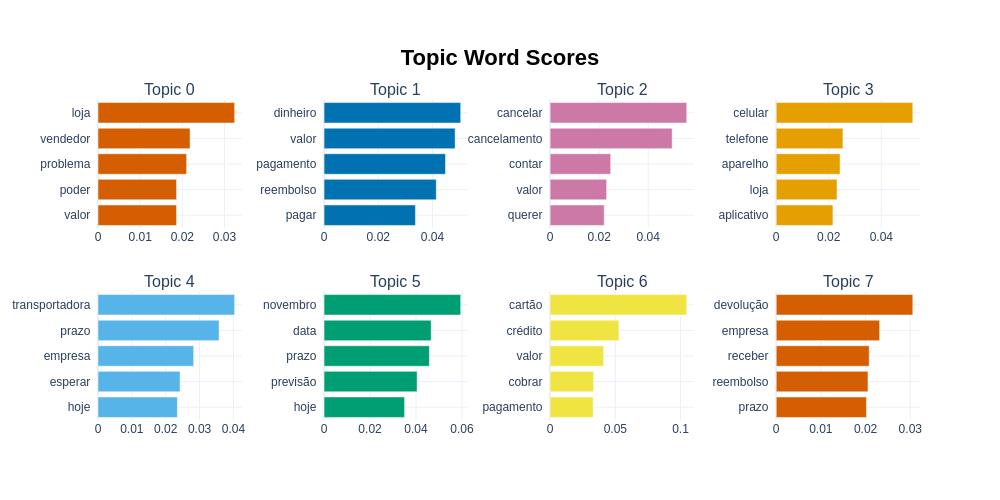 Topic Word Scores
Topic 0
loja
vendedor
problema
poder
valor
0 0.01 0.02 0.03
Topic 1
dinheiro
valor
pagamento
reembolso
pagar
0 0.02 0.04
Topic 2
cancelar
cancelamento
contar
valor
querer
0 0.02 0.04
Topic 3
celular
telefone
aparelho
loja
aplicativo
0 0.02 0.04
Topic 4
transportadora
prazo
empresa
esperar
hoje
0 0.01 0.02 0.03 0.04
Topic 5
novembro
data
prazo
previsão
hoje
0 0.02 0.04 0.06
Topic 6
cartão
crédito
valor
cobrar
pagamento
0 0.05 0.1
Topic 7
devolução
empresa
receber
reembolso
prazo
0 0.01 0.02 0.03